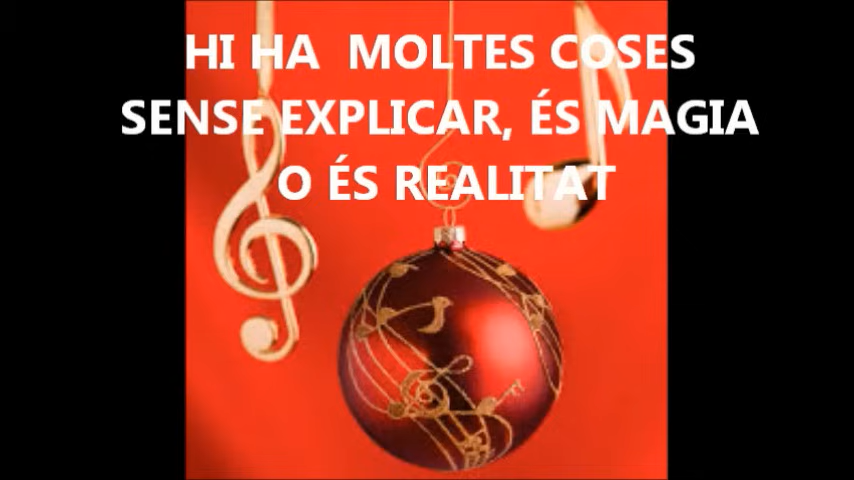 HI HA  MOLTES COSES
SENSE EXPLICAR, ÉS MAGIA
O ÉS REALITAT